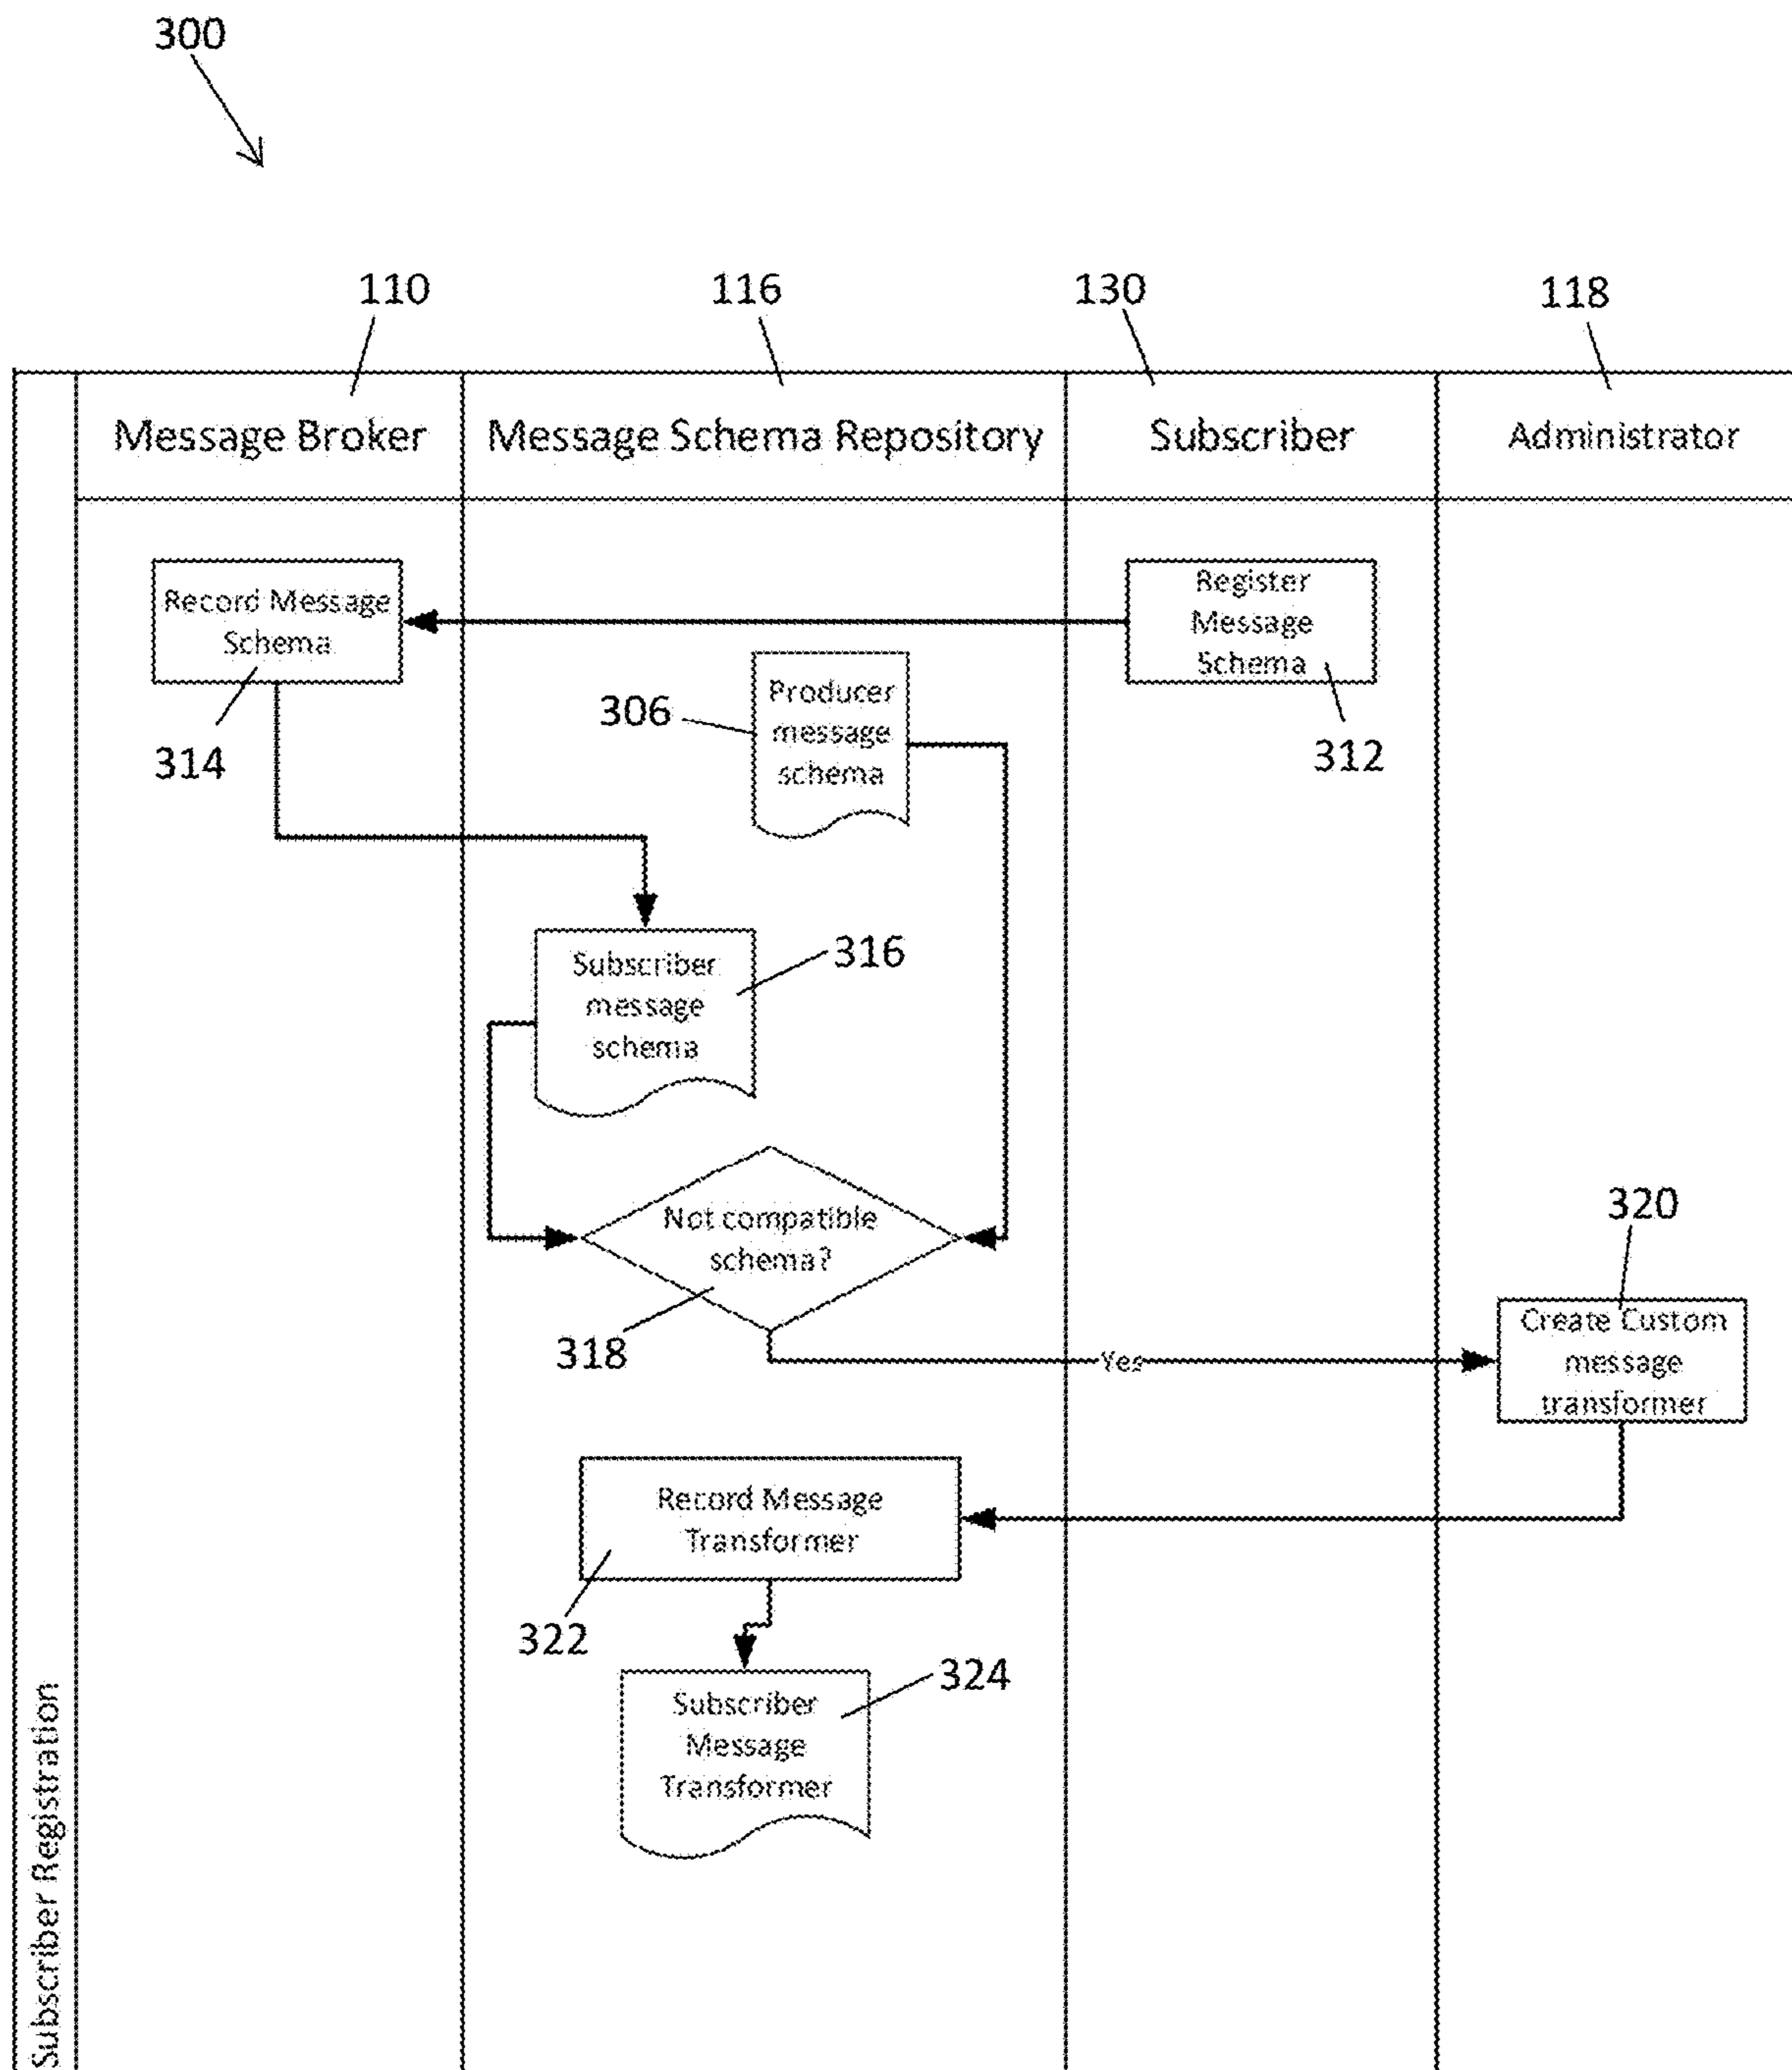 300
110
116
130
118
Message Broker
Message Schema Repository
Subscriber
Administrator
Record Message
Schema
314
Register
Message
Schema
312
Producer
message
schema
306
Subscriber
message
schema
316
Not compatible
schema?
318
Yes
320
Create Custom
message
transformer
Record Message
Transformer
322
Subscriber
Message
Transformer
324
Subscriber Registration